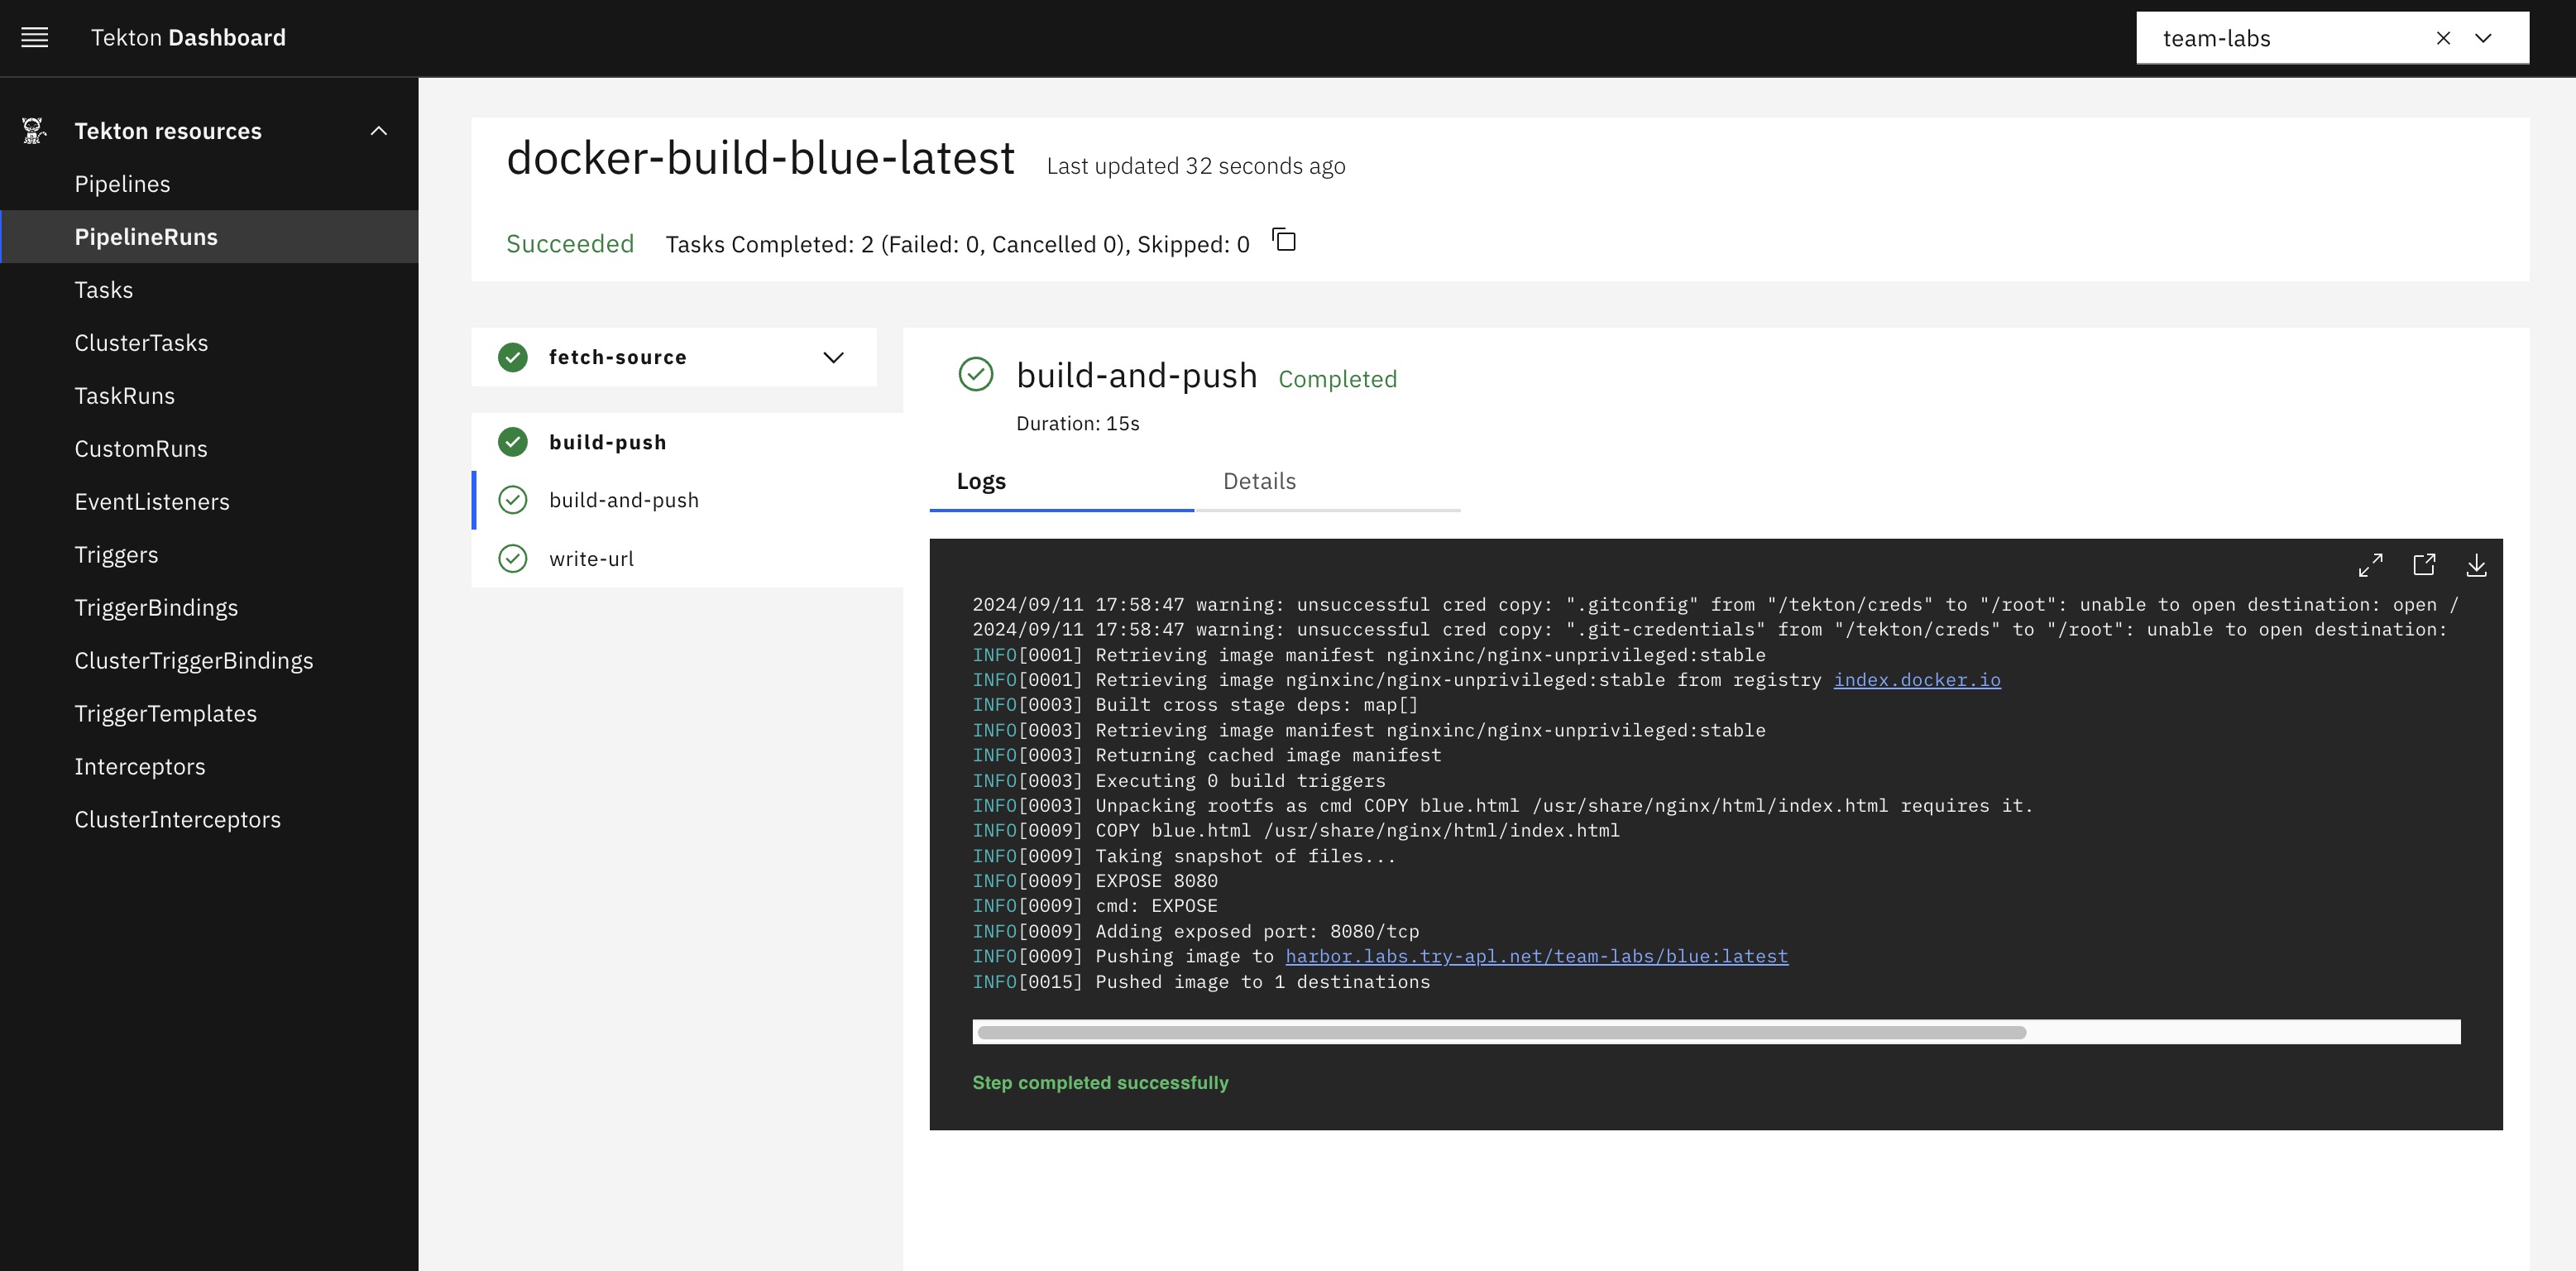 Tekton Dashboard
team-labs
Tekton resources
Pipelines
PipelineRuns
Tasks
ClusterTasks
TaskRuns
CustomRuns
EventListeners
Triggers
TriggerBindings
ClusterTriggerBindings
TriggerTemplates
Interceptors
ClusterInterceptors
docker-build-blue-latest Last updated 32 seconds ago
Succeeded Tasks Completed: 2 (Failed: 0, Cancelled 0), Skipped: 0
fetch-source
build-push
build-and-push
write-url
build-and-push Completed
Duration: 15s
Logs Details
2024/09/11 17:58:47 warning: unsuccessful cred copy: ".gitconfig" from "/tekton/creds" to "/root": unable to open destination: open /
2024/09/11 17:58:47 warning: unsuccessful cred copy: ".git-credentials" from "/tekton/creds" to "/root": unable to open destination:
INFO[0001] Retrieving image manifest nginxinc/nginx-unprivileged:stable
INFO[0001] Retrieving image nginxinc/nginx-unprivileged:stable from registry index.docker.io
INFO[0003] Built cross stage deps: map[]
INFO[0003] Retrieving image manifest nginxinc/nginx-unprivileged:stable
INFO[0003] Returning cached image manifest
INFO[0003] Executing 0 build triggers
INFO[0003] Unpacking rootfs as cmd COPY blue.html /usr/share/nginx/html/index.html requires it.
INFO[0009] COPY blue.html /usr/share/nginx/html/index.html
INFO[0009] Taking snapshot of files...
INFO[0009] EXPOSE 8080
INFO[0009] cmd: EXPOSE
INFO[0009] Adding exposed port: 8080/tcp
INFO[0009] Pushing image to harbor.labs.try-apl.net/team-labs/blue:latest
INFO[0015] Pushed image to 1 destinations
Step completed successfully